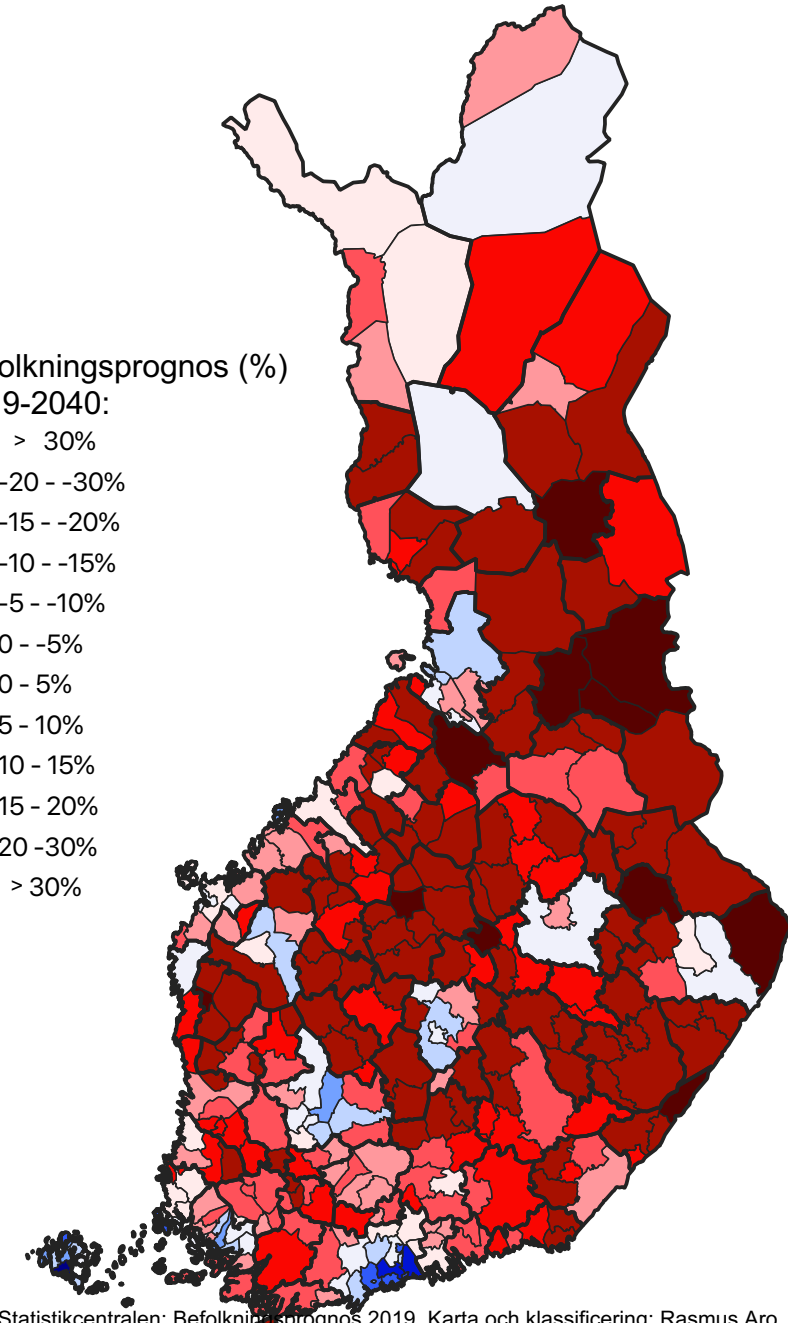 olkningsprognos (%)
9-2040:
> 30%
-20 - -30%
-15 - -20%
-10 - -15%
-5 - -10%
0 - -5%
0 - 5%
5 - 10%
10 - 15%
15 - 20%
20 -30%
> 30%
Statistikcentralen: Befolkningsprognos 2019. Karta och klassificering: Rasmus Aro